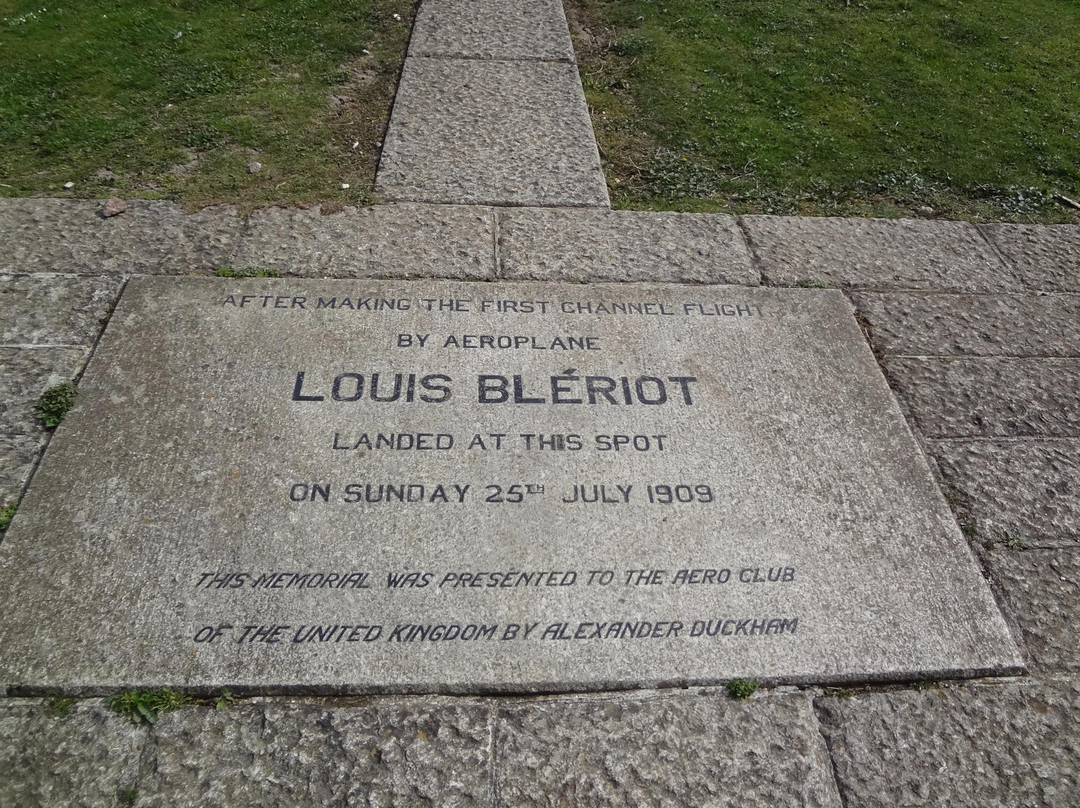 AFTER MAKING THE FIRST CHANNEL FLIGHT
BY AEROPLANE
LOUIS BLÉRIOT
LANDED AT THIS SPOT
ON SUNDAY 25TH JULY 1909
THIS MEMORIAL WAS PRESENTED TO THE AERO CLUB
OF THE UNITED KINGDOM BY ALEXANDER DUCKHAM